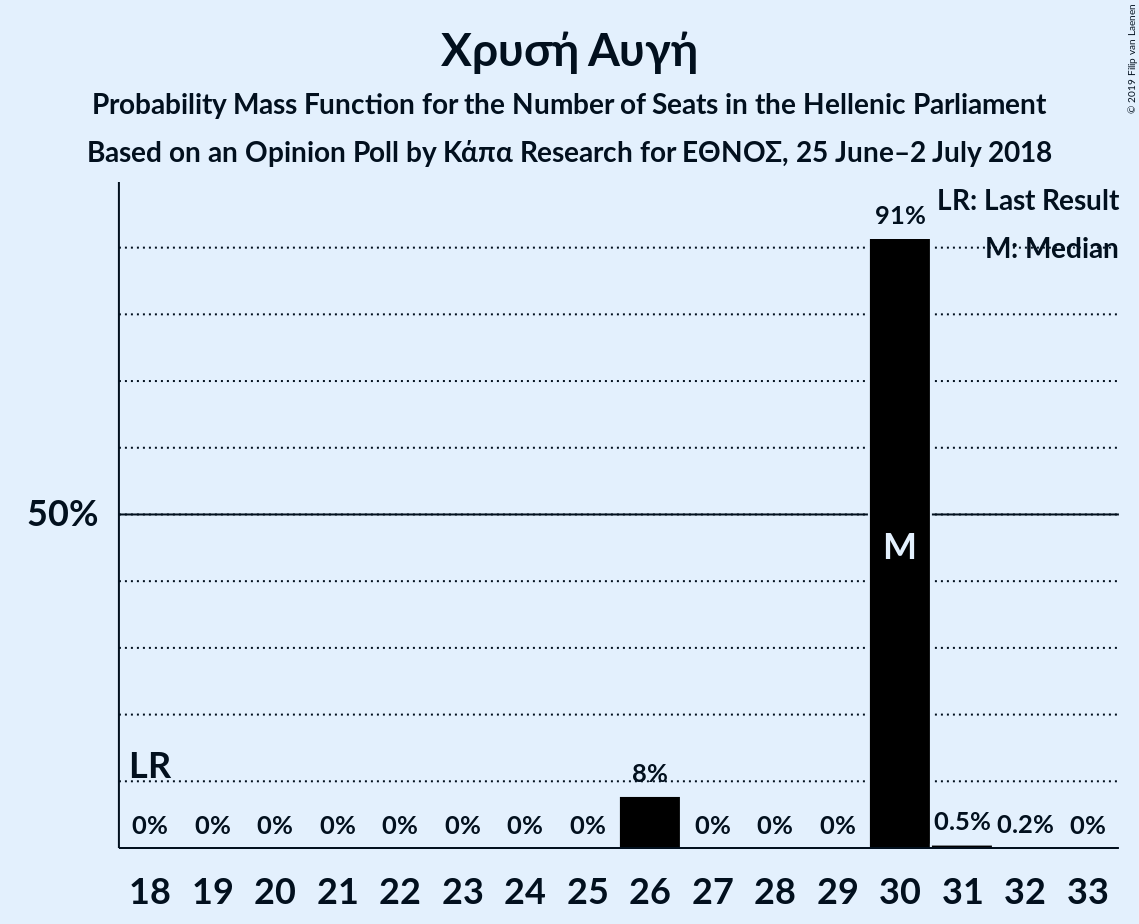 Χρυσή Αυγή
Probability Mass Function for the Number of Seats in the Hellenic Parliament
Based on an Opinion Poll by Κάπα Research for ΕΘΝΟΣ, 25 June–2 July 2018
© 2019 Filip van Laenen
LR: Last Result
M: Median
91%
50%
M
LR
8%
0% 0% 0% 0% 0% 0% 0% 0% 0% 0% 0% 0.5% 0.2% 0%
18 19 20 21 22 23 24 25 26 27 28 29 30 31 32 33